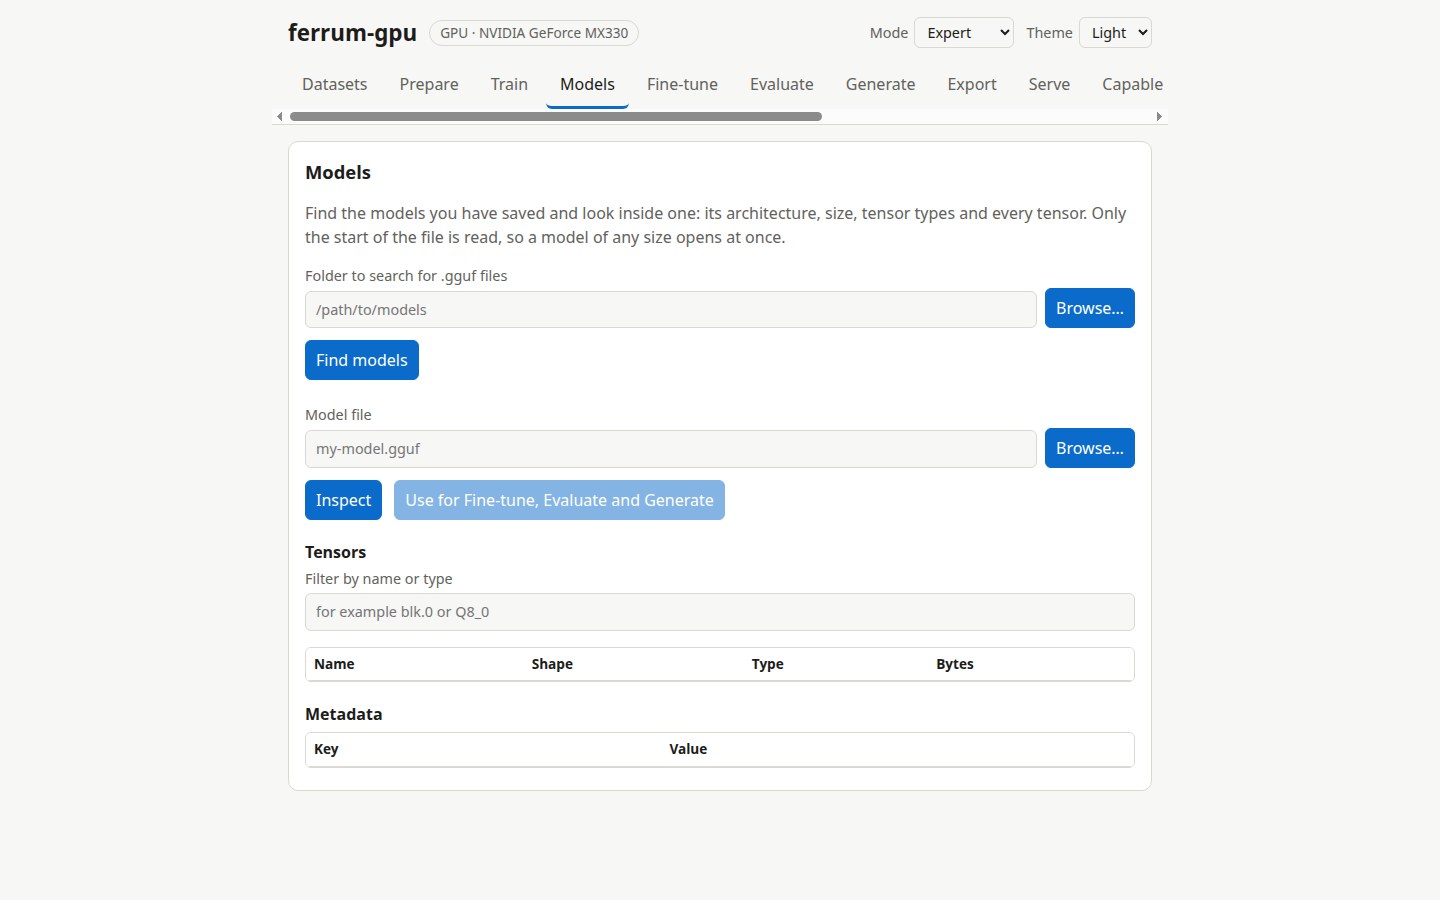 ferrum-gpu GPU · NVIDIA GeForce MX330 Mode Expert Theme Light
Datasets Prepare Train Models Fine-tune Evaluate Generate Export Serve Capable
Models
Find the models you have saved and look inside one: its architecture, size, tensor types and every tensor. Only
the start of the file is read, so a model of any size opens at once.
Folder to search for .gguf files
/path/to/models Browse...
Find models
Model file
my-model.gguf Browse...
Inspect Use for Fine-tune, Evaluate and Generate
Tensors
Filter by name or type
for example blk.0 or Q8_0
Name Shape Type Bytes
Metadata
Key Value